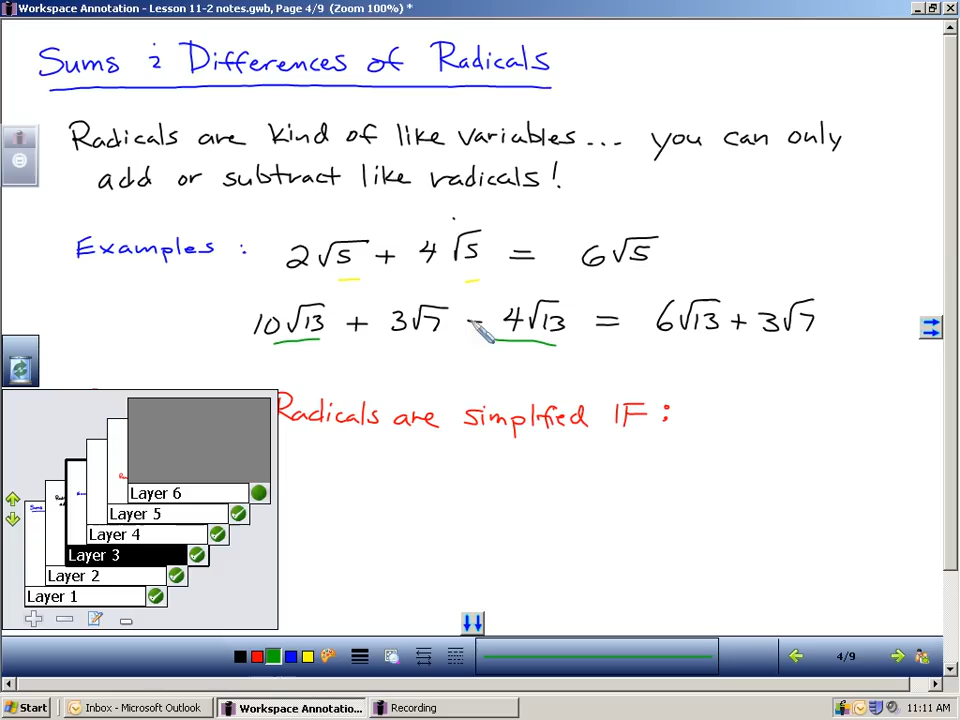 Workspace Annotation - Lesson 11-2 notes.gwb, Page 4/9 (Zoom 100%) *
Sums & Differences of Radicals
Radicals are kind of like variables... you can only
add or subtract like radicals!
Examples : 2√5 + 4√5 = 6√5
10√13 + 3√7 - 4√13 = 6√13 + 3√7
Radicals are simplified IF :
Layer 6
Layer 5
Layer 4
Layer 3
Layer 2
Layer 1
4/9
Start
Inbox - Microsoft Outlook
Workspace Annotatio...
Recording
11:11 AM